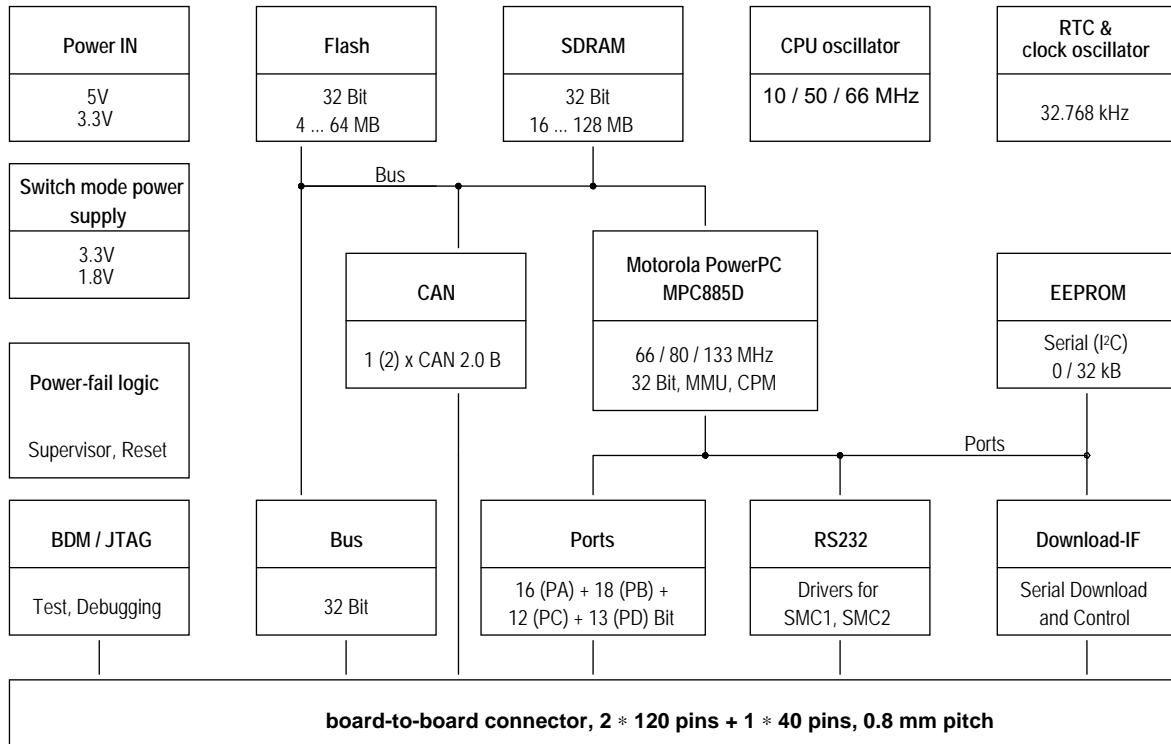 Power IN
5V
3.3V
Flash
32 Bit
4 ... 64 MB
SDRAM
32 Bit
16 ... 128 MB
CPU oscillator
10 / 50 / 66 MHz
RTC &
clock oscillator
32.768 kHz
Switch mode power
supply
3.3V
1.8V
Bus
CAN
1 (2) x CAN 2.0 B
Motorola PowerPC
MPC885D
66 / 80 / 133 MHz
32 Bit, MMU, CPM
EEPROM
Serial (I²C)
0 / 32 kB
Power-fail logic
Supervisor, Reset
Ports
BDM / JTAG
Test, Debugging
Bus
32 Bit
Ports
16 (PA) + 18 (PB) +
12 (PC) + 13 (PD) Bit
RS232
Drivers for
SMC1, SMC2
Download-IF
Serial Download
and Control
board-to-board connector, 2 * 120 pins + 1 * 40 pins, 0.8 mm pitch